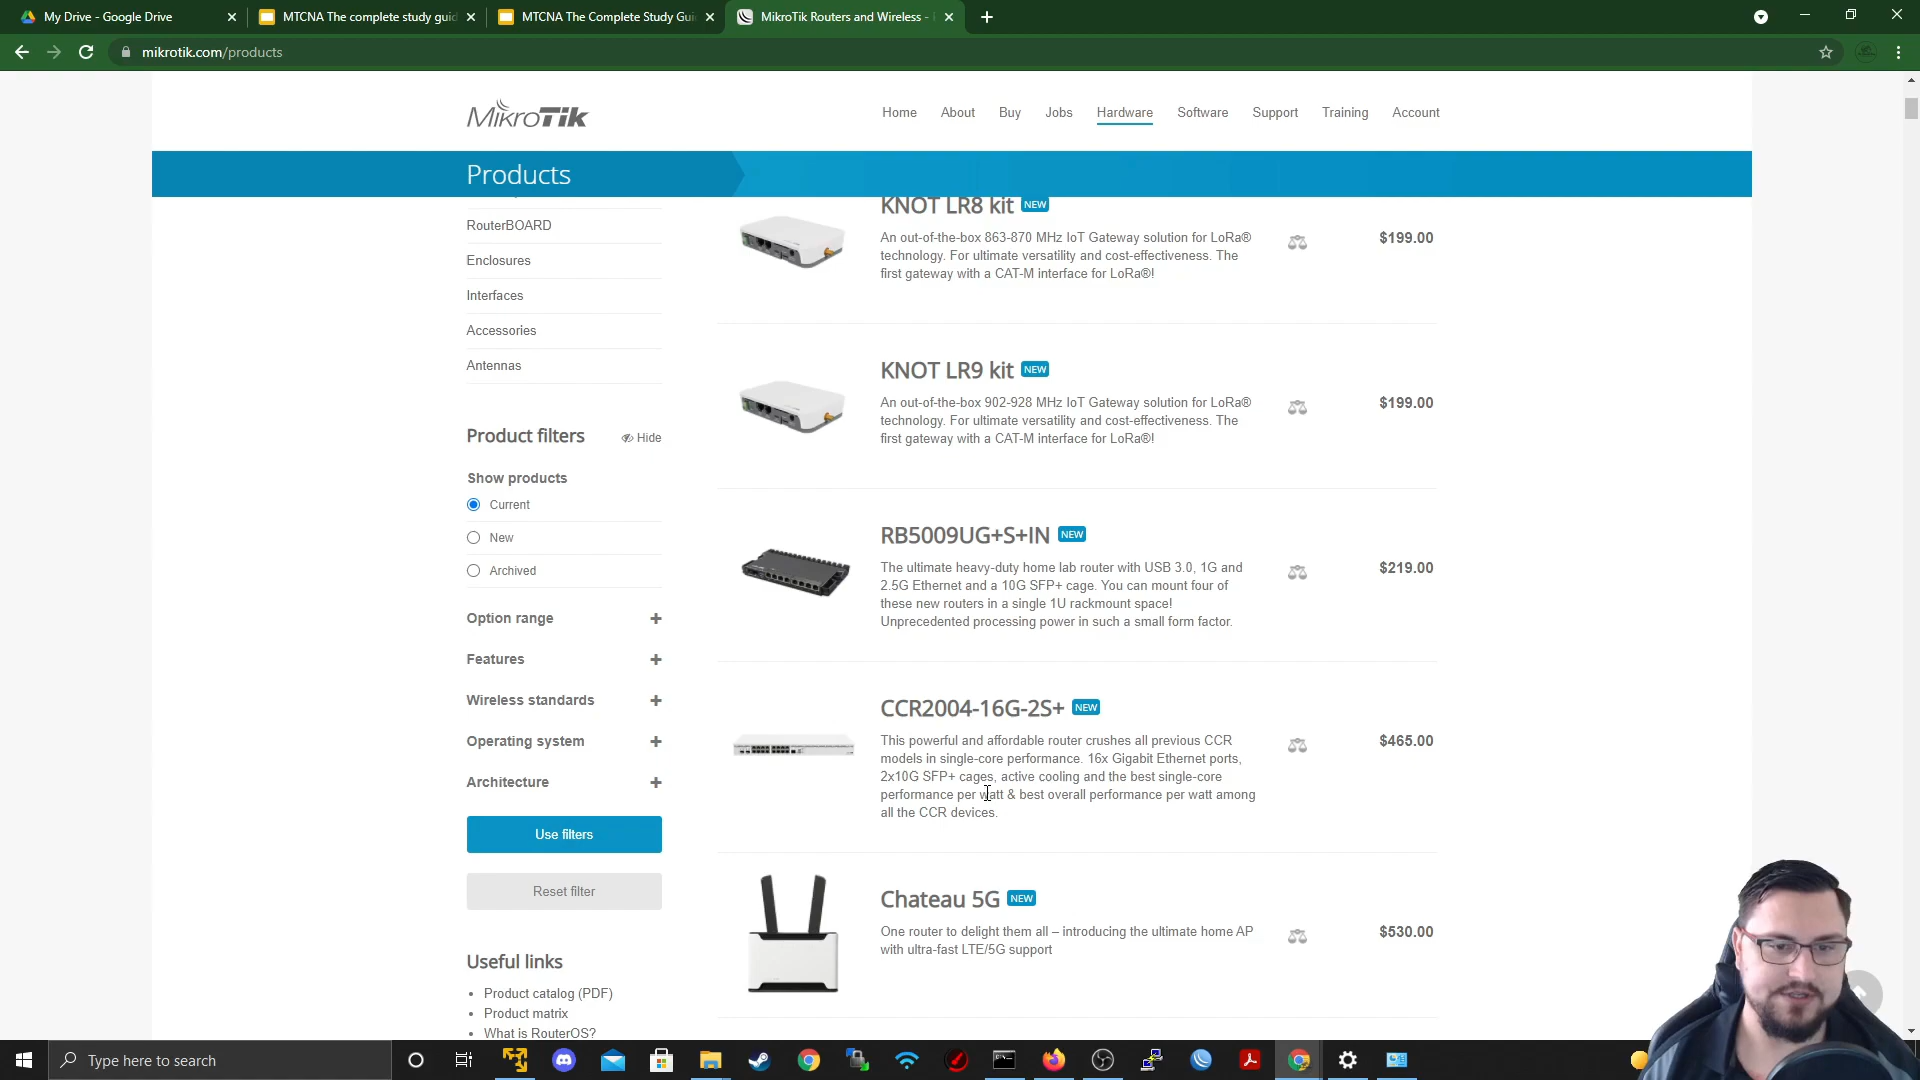 My Drive - Google Drive
MTCNA The complete study guid
MTCNA The Complete Study Gui
MikroTik Routers and Wireless -
mikrotik.com/products
MikroTik
Home
About
Buy
Jobs
Hardware
Software
Support
Training
Account
Products
RouterBOARD
Enclosures
Interfaces
Accessories
Antennas
Product filters
Hide
Show products
Current
New
Archived
Option range
Features
Wireless standards
Operating system
Architecture
Use filters
Reset filter
Useful links
• Product catalog (PDF)
• Product matrix
• What is RouterOS?
KNOT LR8 kit NEW
An out-of-the-box 863-870 MHz IoT Gateway solution for LoRa®
technology. For ultimate versatility and cost-effectiveness. The
first gateway with a CAT-M interface for LoRa®!
$199.00
KNOT LR9 kit NEW
An out-of-the-box 902-928 MHz IoT Gateway solution for LoRa®
technology. For ultimate versatility and cost-effectiveness. The
first gateway with a CAT-M interface for LoRa®!
$199.00
RB5009UG+S+IN NEW
The ultimate heavy-duty home lab router with USB 3.0, 1G and
2.5G Ethernet and a 10G SFP+ cage. You can mount four of
these new routers in a single 1U rackmount space!
Unprecedented processing power in such a small form factor.
$219.00
CCR2004-16G-2S+ NEW
This powerful and affordable router crushes all previous CCR
models in single-core performance. 16x Gigabit Ethernet ports,
2x10G SFP+ cages, active cooling and the best single-core
performance per watt & best overall performance per watt among
all the CCR devices.
$465.00
Chateau 5G NEW
One router to delight them all – introducing the ultimate home AP
with ultra-fast LTE/5G support
$530.00
Type here to search